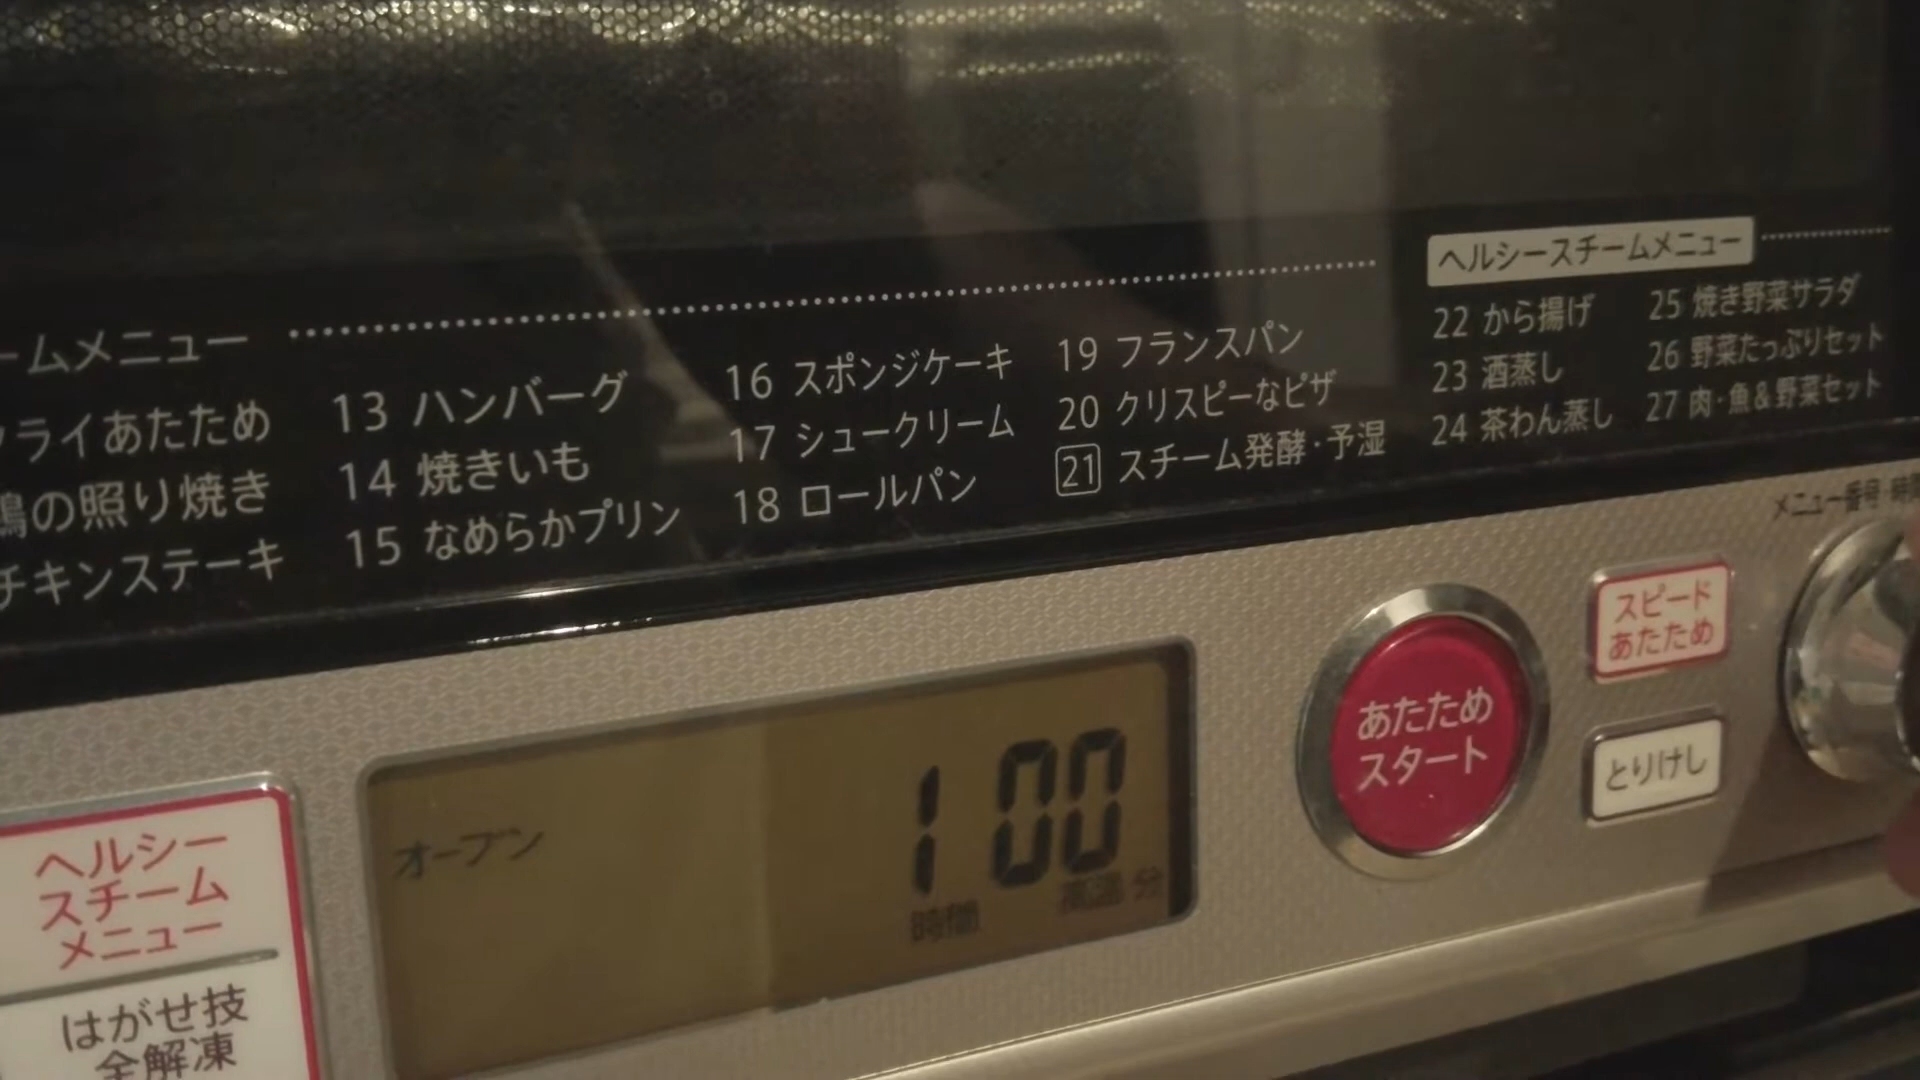 ームメニュー
フライあたため
鶏の照り焼き
チキンステーキ
13 ハンバーグ
14 焼きいも
15 なめらかプリン
16 スポンジケーキ
17 シュークリーム
18 ロールパン
19 フランスパン
20 クリスピーなピザ
21 スチーム発酵・予湿
ヘルシースチームメニュー
22 から揚げ
23 酒蒸し
24 茶わん蒸し
25 焼き野菜サラダ
26 野菜たっぷりセット
27 肉・魚&野菜セット
メニュー番号・時間
ヘルシー
スチーム
メニュー
はがせ技
全解凍
オーブン
1 00
時間
高温 分
あたため
スタート
スピード
あたため
とりけし